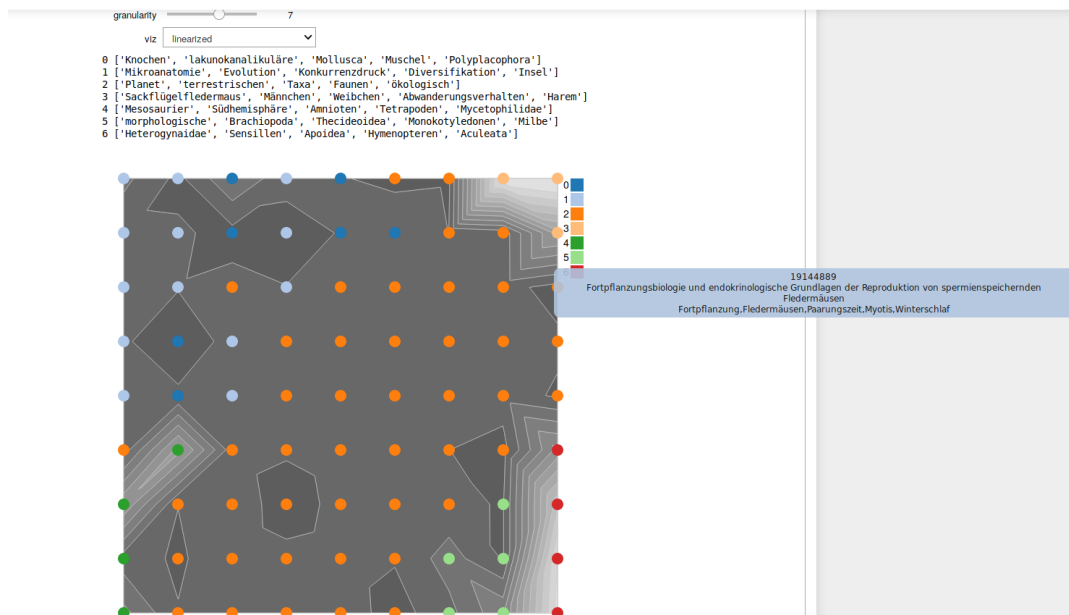 granularity 7
viz linearized
0 ['Knochen', 'lakunokanalikuläre', 'Mollusca', 'Muschel', 'Polyplacophora']
1 ['Mikroanatomie', 'Evolution', 'Konkurrenzdruck', 'Diversifikation', 'Insel']
2 ['Planet', 'terrestrischen', 'Taxa', 'Faunen', 'ökologisch']
3 ['Sackflügelfledermaus', 'Männchen', 'Weibchen', 'Abwanderungsverhalten', 'Harem']
4 ['Mesosaurier', 'Südhemisphäre', 'Amnioten', 'Tetrapoden', 'Mycetophilidae']
5 ['morphologische', 'Brachiopoda', 'Thecideoidea', 'Monokotyledonen', 'Milbe']
6 ['Heterogynaidae', 'Sensillen', 'Apoidea', 'Hymenopteren', 'Aculeata']
0
1
2
3
4
5
19144889
Fortpflanzungsbiologie und endokrinologische Grundlagen der Reproduktion von spermienspeichernden
Fledermäusen
Fortpflanzung,Fledermäusen,Paarungszeit,Myotis,Winterschlaf